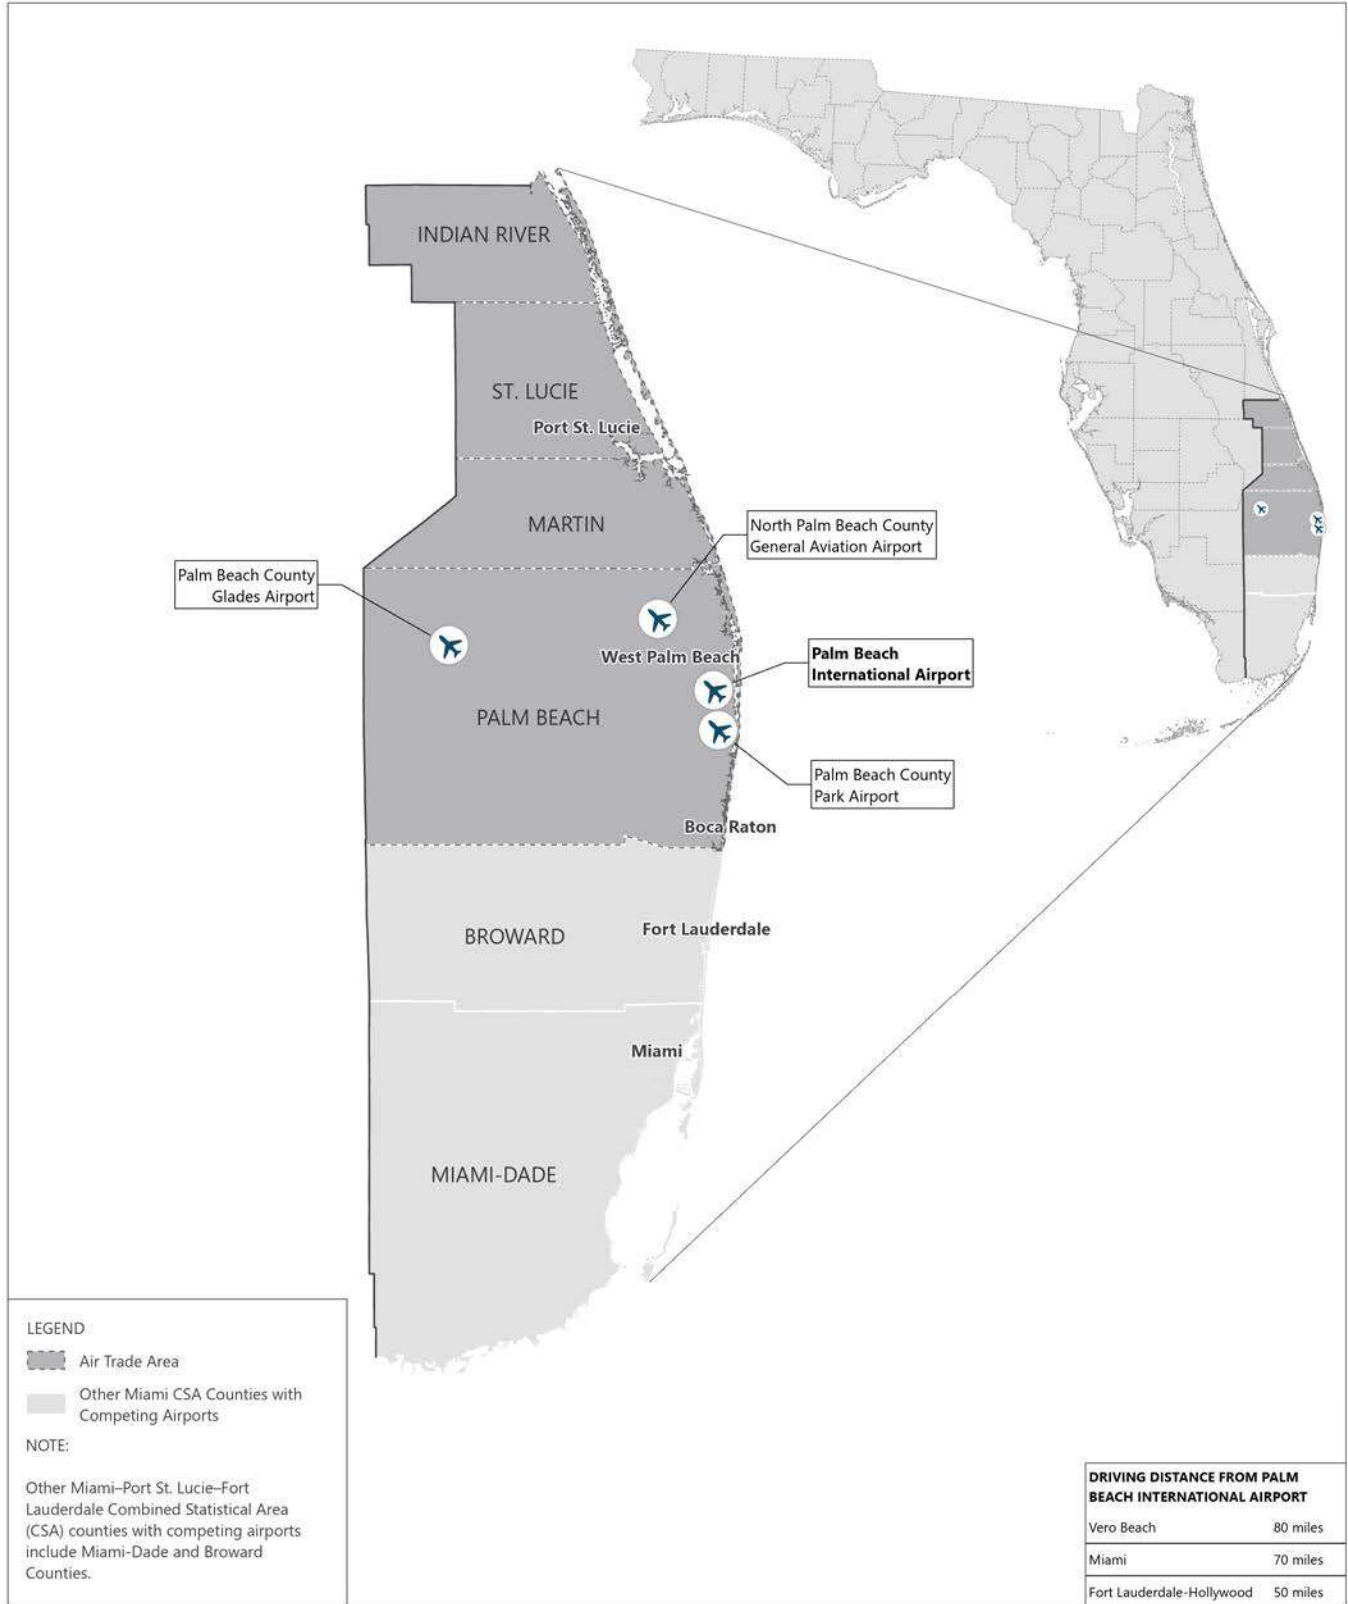 INDIAN RIVER
ST. LUCIE
Port St. Lucie
MARTIN
North Palm Beach County
General Aviation Airport
Palm Beach County
Glades Airport
West Palm Beach
Palm Beach
International Airport
PALM BEACH
Palm Beach County
Park Airport
Boca Raton
BROWARD
Fort Lauderdale
Miami
MIAMI-DADE
LEGEND
Air Trade Area
Other Miami CSA Counties with
Competing Airports
NOTE:
Other Miami–Port St. Lucie–Fort
Lauderdale Combined Statistical Area
(CSA) counties with competing airports
include Miami-Dade and Broward
Counties.
DRIVING DISTANCE FROM PALM
BEACH INTERNATIONAL AIRPORT
Vero Beach 80 miles
Miami 70 miles
Fort Lauderdale-Hollywood 50 miles